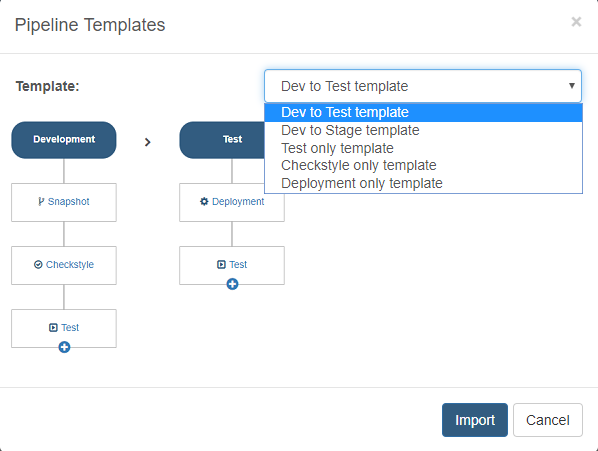 Pipeline Templates
×
Template:
Dev to Test template
Dev to Test template
Dev to Stage template
Test only template
Checkstyle only template
Deployment only template
Development
Test
Snapshot
Deployment
Checkstyle
Test
Test
Import
Cancel